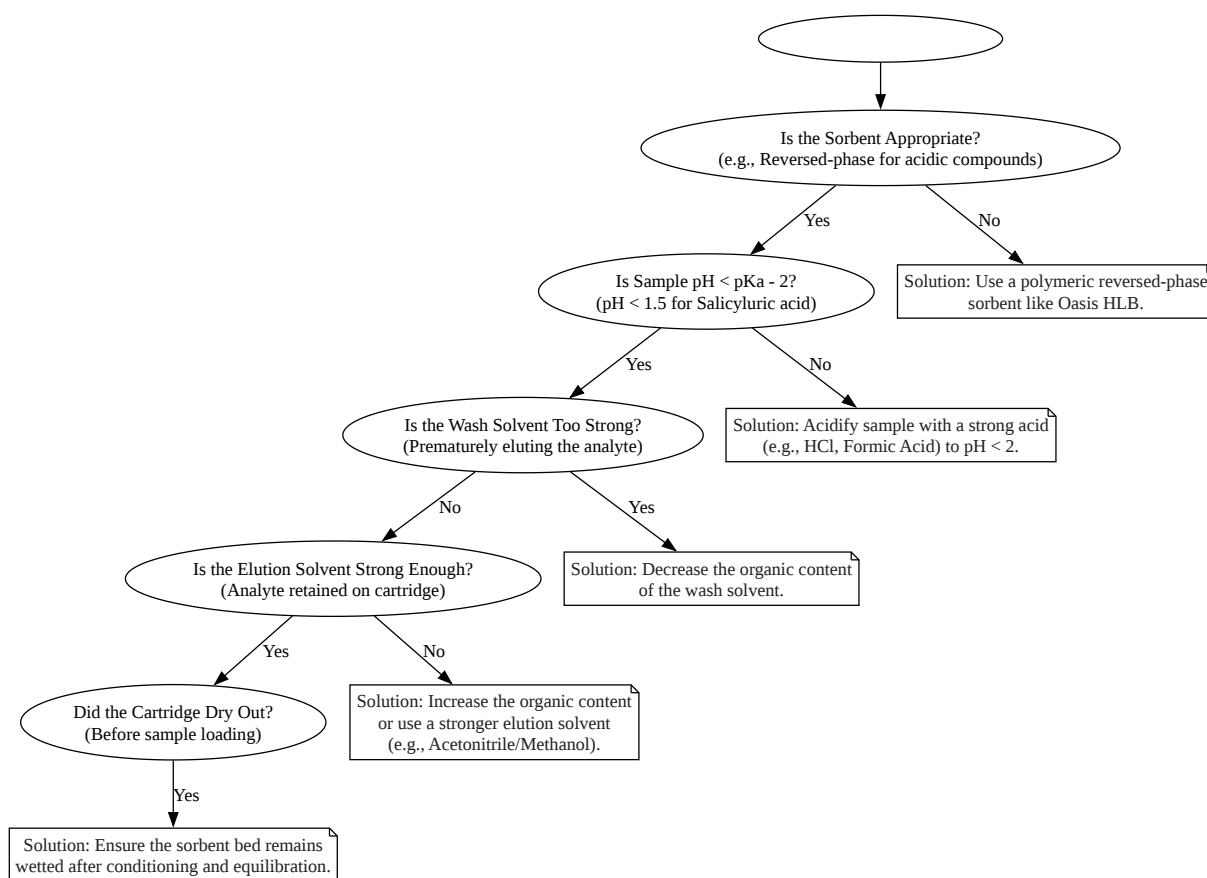 Is the Sorbent Appropriate?
(e.g., Reversed-phase for acidic compounds)
Yes
No
Is Sample pH < pKa - 2?
(pH < 1.5 for Salicyluric acid)
Solution: Use a polymeric reversed-phase
sorbent like Oasis HLB.
Yes
No
Is the Wash Solvent Too Strong?
(Prematurely eluting the analyte)
Solution: Acidify sample with a strong acid
(e.g., HCl, Formic Acid) to pH < 2.
No
Yes
Is the Elution Solvent Strong Enough?
(Analyte retained on cartridge)
Solution: Decrease the organic content
of the wash solvent.
Yes
No
Did the Cartridge Dry Out?
(Before sample loading)
Solution: Increase the organic content
or use a stronger elution solvent
(e.g., Acetonitrile/Methanol).
Yes
Solution: Ensure the sorbent bed remains
wetted after conditioning and equilibration.